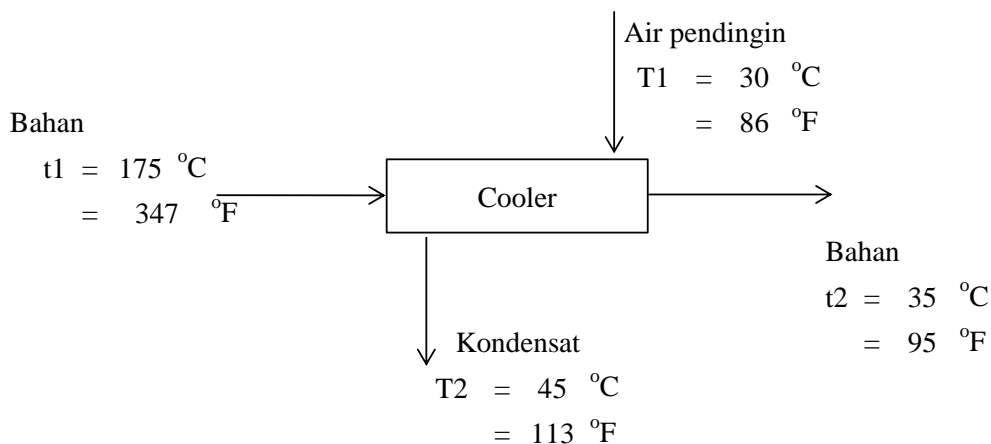 Air pendingin
T1 = 30 °C
= 86 °F
Bahan
t1 = 175 °C
= 347 °F
Cooler
Bahan
t2 = 35 °C
= 95 °F
Kondensat
T2 = 45 °C
= 113 °F